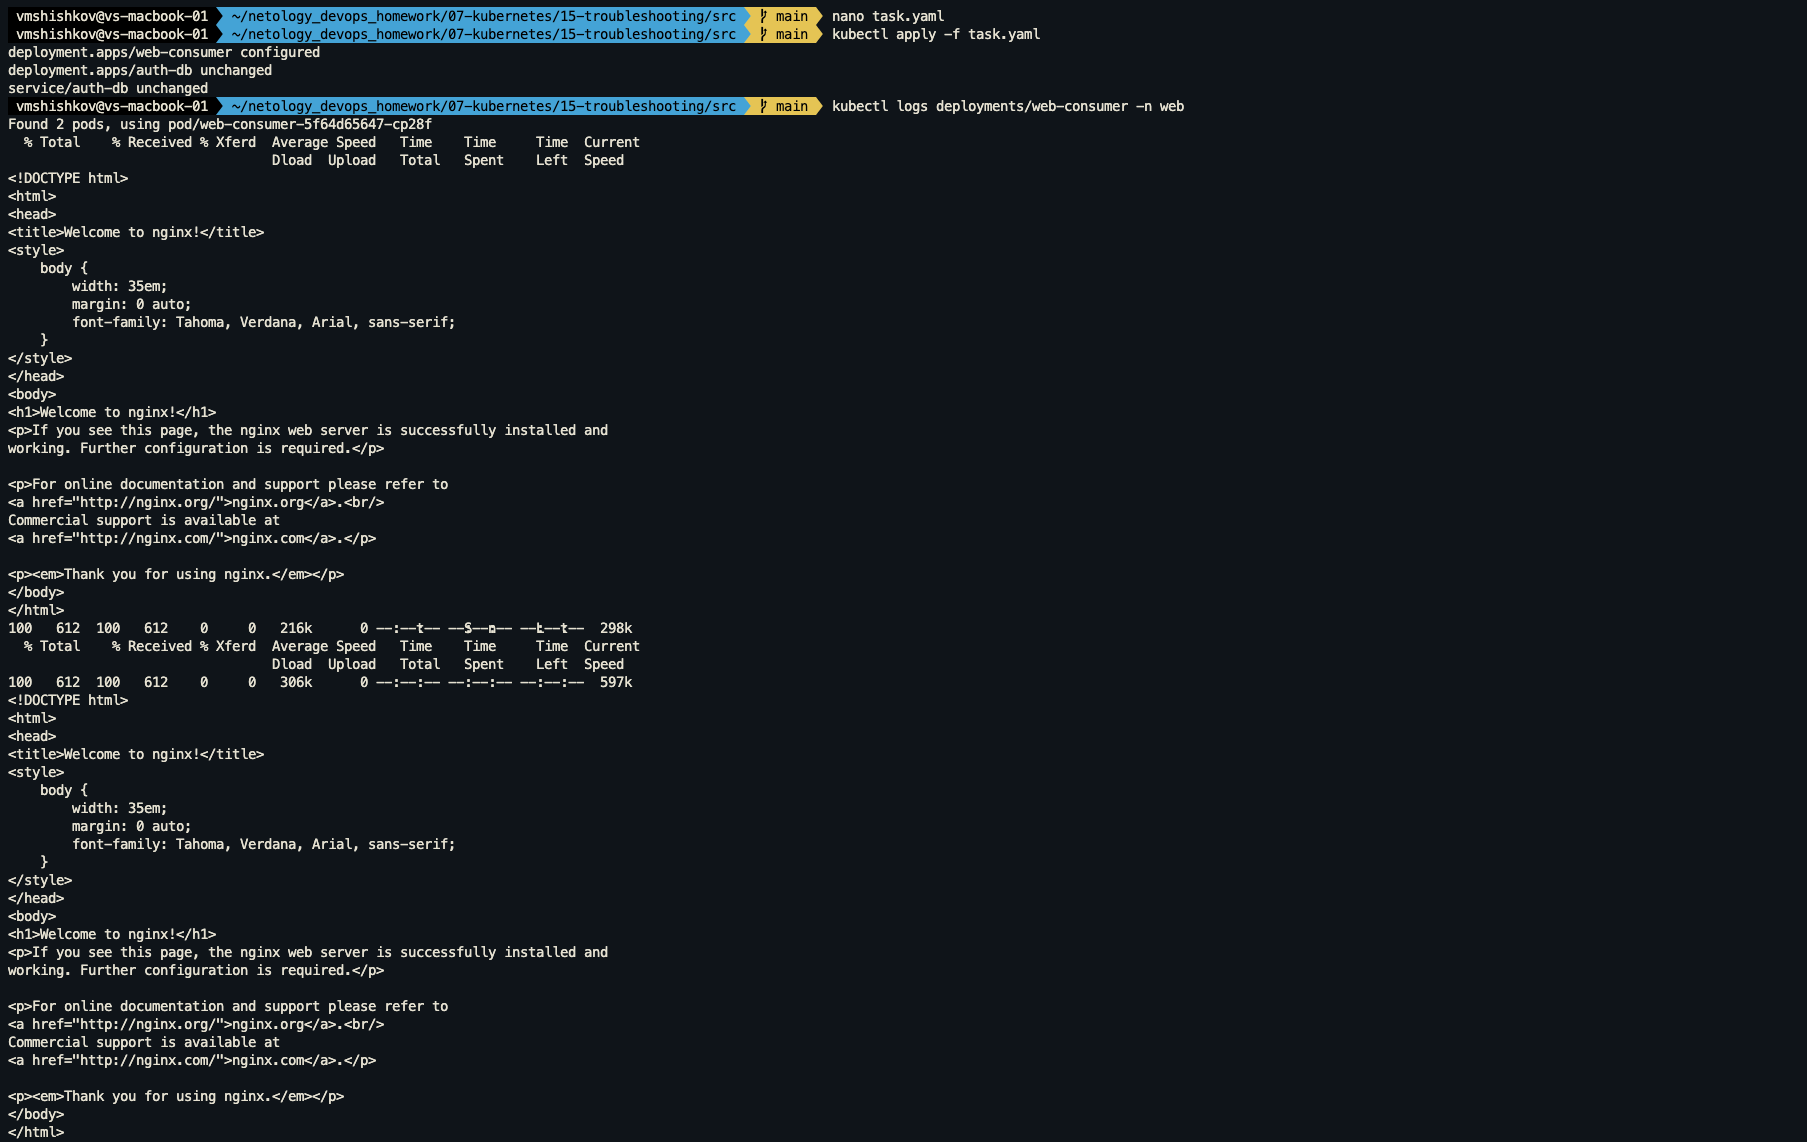 vmshishkov@vs-macbook-01 ~/netology_devops_homework/07-kubernetes/15-troubleshooting/src main nano task.yaml
vmshishkov@vs-macbook-01 ~/netology_devops_homework/07-kubernetes/15-troubleshooting/src main kubectl apply -f task.yaml
deployment.apps/web-consumer configured
deployment.apps/auth-db unchanged
service/auth-db unchanged
vmshishkov@vs-macbook-01 ~/netology_devops_homework/07-kubernetes/15-troubleshooting/src main kubectl logs deployments/web-consumer -n web
Found 2 pods, using pod/web-consumer-5f64d65647-cp28f
  % Total    % Received % Xferd  Average Speed   Time    Time     Time  Current
                                 Dload  Upload   Total   Spent    Left  Speed
<!DOCTYPE html>
<html>
<head>
<title>Welcome to nginx!</title>
<style>
    body {
        width: 35em;
        margin: 0 auto;
        font-family: Tahoma, Verdana, Arial, sans-serif;
    }
</style>
</head>
<body>
<h1>Welcome to nginx!</h1>
<p>If you see this page, the nginx web server is successfully installed and
working. Further configuration is required.</p>

<p>For online documentation and support please refer to
<a href="http://nginx.org/">nginx.org</a>.<br/>
Commercial support is available at
<a href="http://nginx.com/">nginx.com</a>.</p>

<p><em>Thank you for using nginx.</em></p>
</body>
</html>
100   612  100   612    0     0   216k      0 298k
  % Total    % Received % Xferd  Average Speed   Time    Time     Time  Current
                                 Dload  Upload   Total   Spent    Left  Speed
100   612  100   612    0     0   306k      0 --:--:-- --:--:-- --:--:--  597k
<!DOCTYPE html>
<html>
<head>
<title>Welcome to nginx!</title>
<style>
    body {
        width: 35em;
        margin: 0 auto;
        font-family: Tahoma, Verdana, Arial, sans-serif;
    }
</style>
</head>
<body>
<h1>Welcome to nginx!</h1>
<p>If you see this page, the nginx web server is successfully installed and
working. Further configuration is required.</p>

<p>For online documentation and support please refer to
<a href="http://nginx.org/">nginx.org</a>.<br/>
Commercial support is available at
<a href="http://nginx.com/">nginx.com</a>.</p>

<p><em>Thank you for using nginx.</em></p>
</body>
</html>